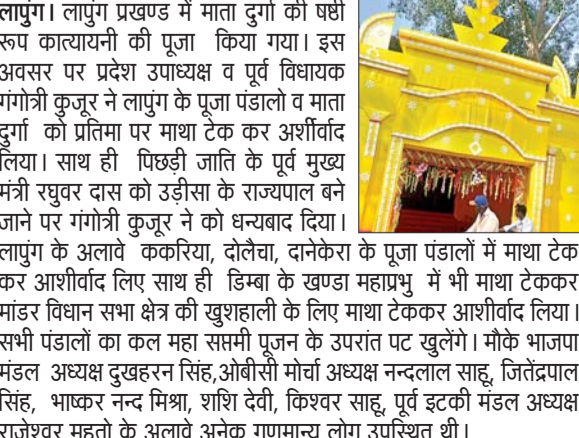 लापुंग। लापुंग प्रखण्ड में माता दुर्गा की षष्ठी
रूप कात्यायनी की पूजा किया गया। इस
अवसर पर प्रदेश उपाध्यक्ष व पूर्व विधायक
गंगोत्री कुजूर ने लापुंग के पूजा पंडालो व माता
दुर्गा को प्रतिमा पर माथा टेक कर अर्शीर्वाद
लिया। साथ ही पिछड़ी जाति के पूर्व मुख्य
मंत्री रघुवर दास को उड़ीसा के राज्यपाल बने
जाने पर गंगोत्री कुजूर ने को धन्यबाद दिया।
लापुंग के अलावे ककरिया, दोलैचा, दानेकेरा के पूजा पंडालों में माथा टेक
कर आशीर्वाद लिए साथ ही डिम्बा के खण्डा महाप्रभु में भी माथा टेककर
मांडर विधान सभा क्षेत्र की खुशहाली के लिए माथा टेककर आशीर्वाद लिया।
सभी पंडालों का कल महा सप्तमी पूजन के उपरांत पट खुलेंगे। मौके भाजपा
मंडल अध्यक्ष दुखहरन सिंह,ओबीसी मोर्चा अध्यक्ष नन्दलाल साहू, जितेंद्रपाल
सिंह, भाष्कर नन्द मिश्रा, शशि देवी, किश्वर साहू, पूर्व इटकी मंडल अध्यक्ष
राजेश्वर महतो के अलावे अनेक गणमान्य लोग उपस्थित थी।